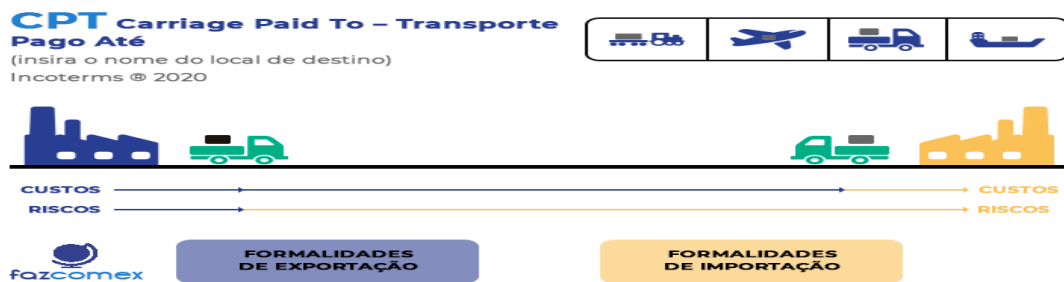 CPT Carriage Paid To – Transporte
Pago Até
(insira o nome do local de destino)
Incoterms ® 2020
CUSTOS
CUSTOS
RISCOS
RISCOS
fazcomex
FORMALIDADES
DE EXPORTAÇÃO
FORMALIDADES
DE IMPORTAÇÃO